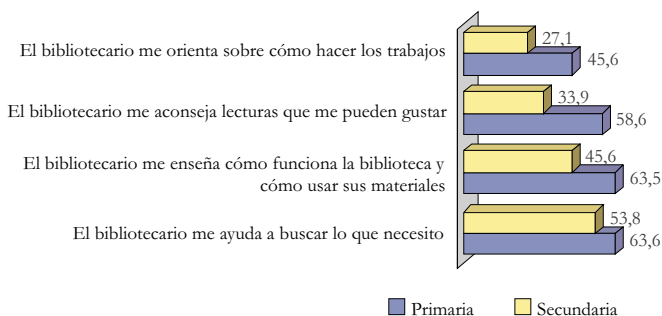 El bibliotecario me orienta sobre cómo hacer los trabajos
27,1
45,6
El bibliotecario me aconseja lecturas que me pueden gustar
33,9
58,6
El bibliotecario me enseña cómo funciona la biblioteca y
cómo usar sus materiales
45,6
63,5
El bibliotecario me ayuda a buscar lo que necesito
53,8
63,6
Primaria Secundaria